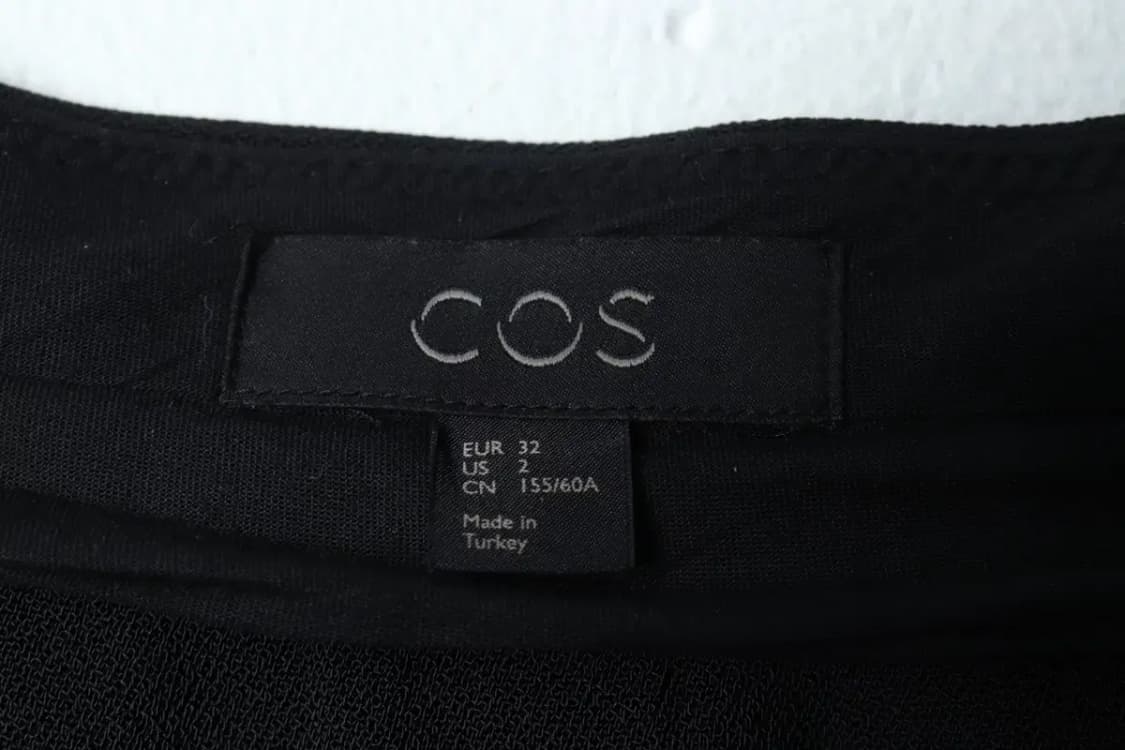 COS
EUR 32
US 2
CN 155/60A
Made in
Turkey